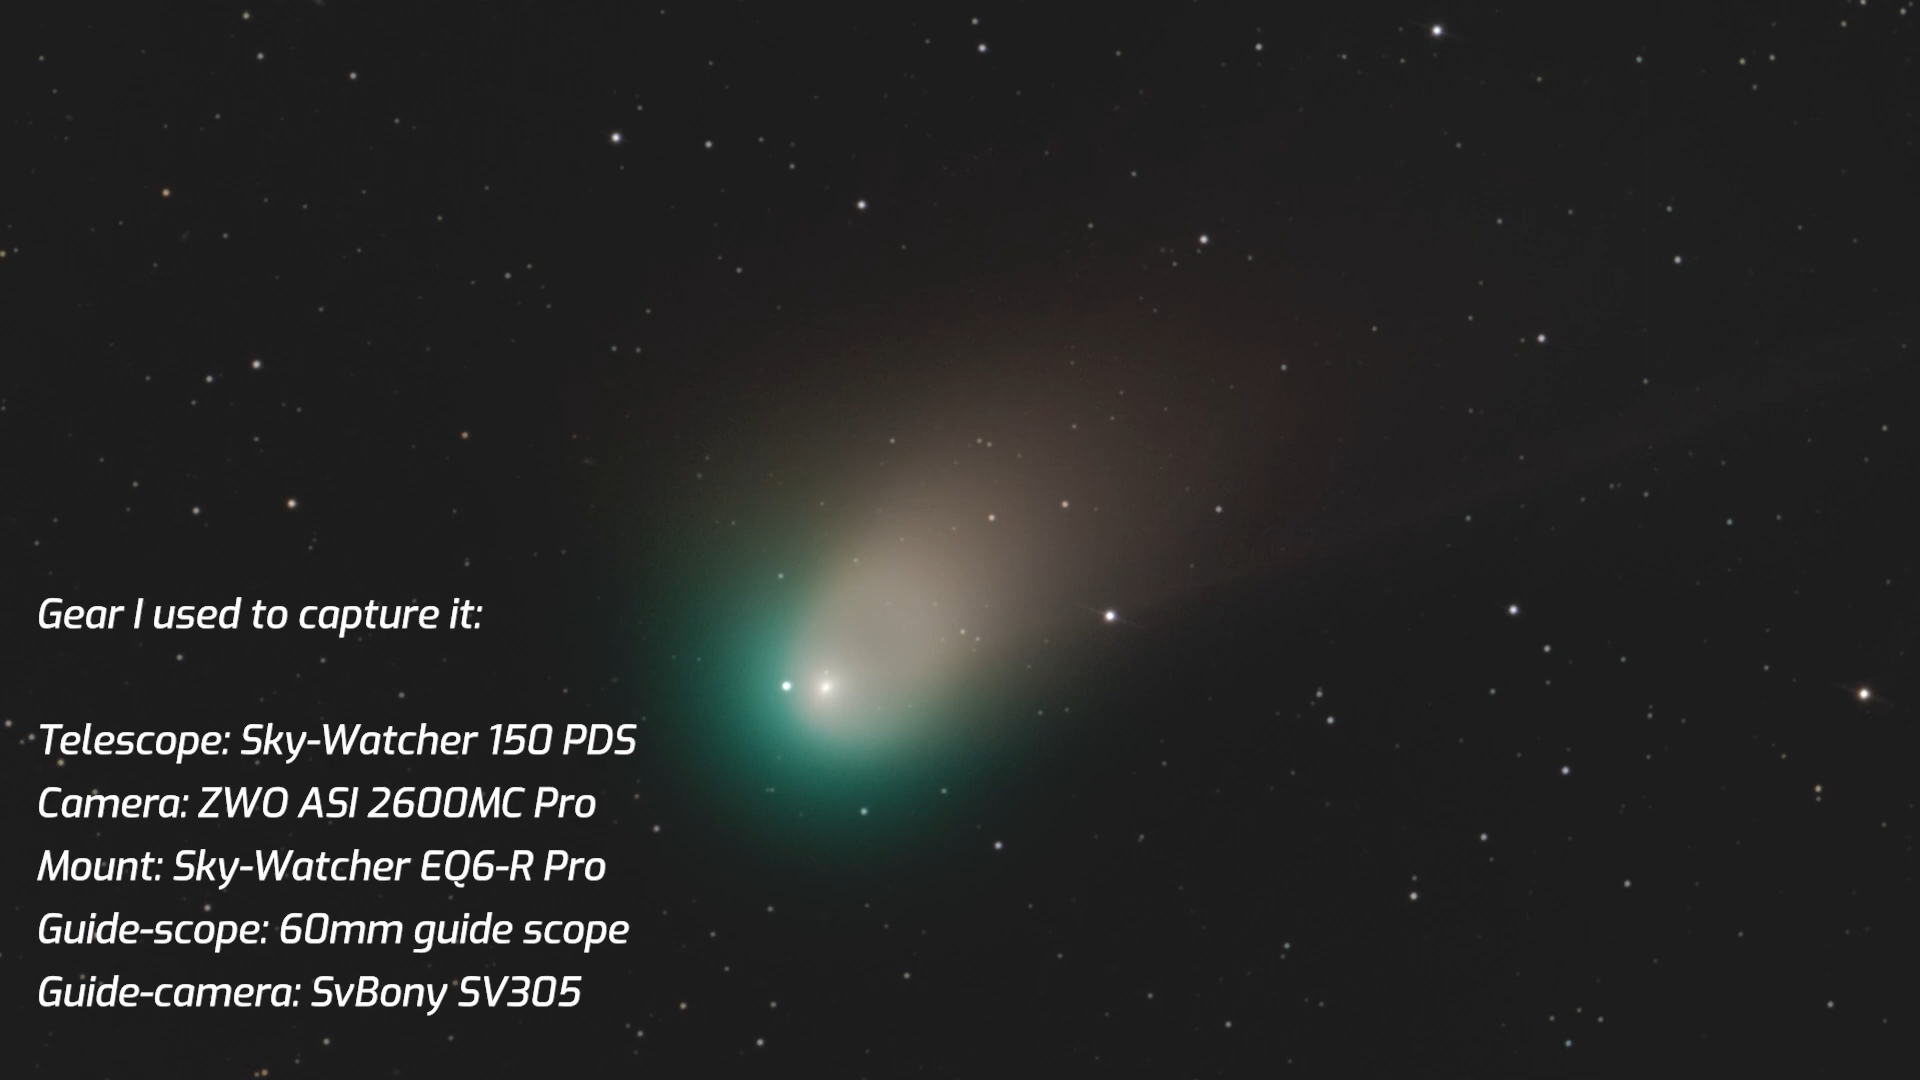 Gear I used to capture it:
Telescope: Sky-Watcher 150 PDS
Camera: ZWO ASI 2600MC Pro
Mount: Sky-Watcher EQ6-R Pro
Guide-scope: 60mm guide scope
Guide-camera: SvBony SV305